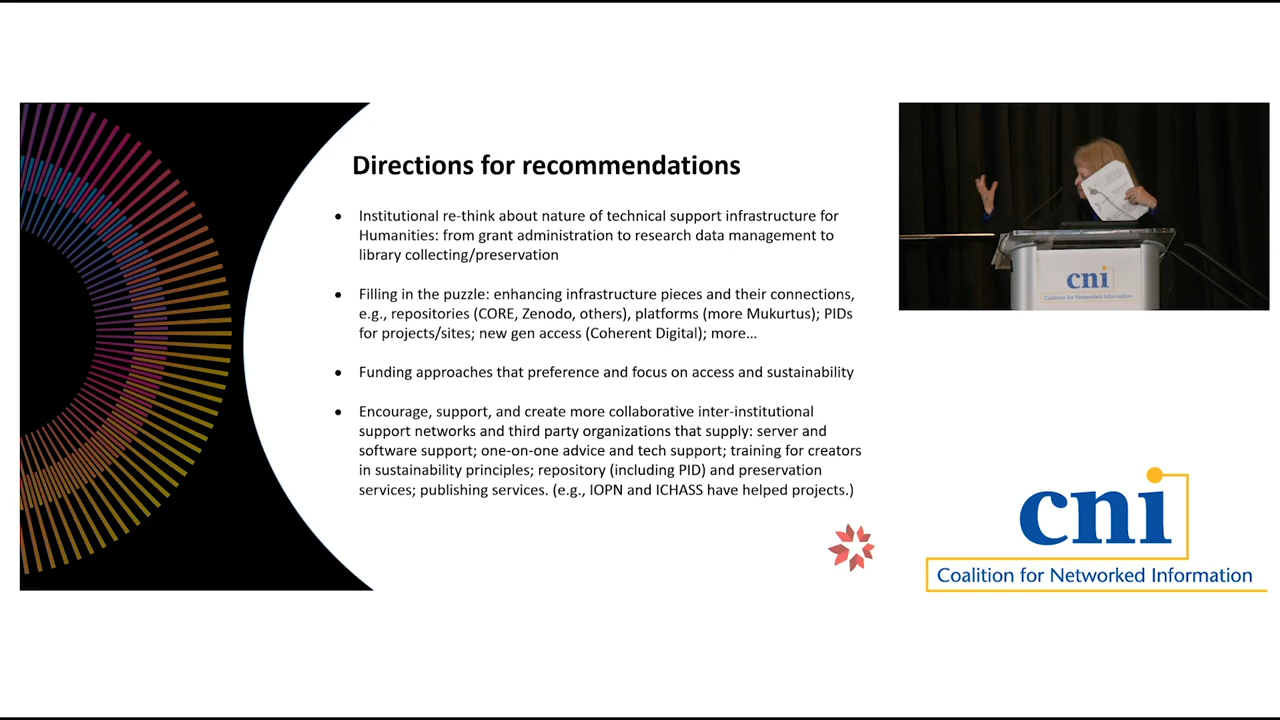 Directions for recommendations
● Institutional re-think about nature of technical support infrastructure for
Humanities: from grant administration to research data management to
library collecting/preservation
● Filling in the puzzle: enhancing infrastructure pieces and their connections,
e.g., repositories (CORE, Zenodo, others), platforms (more Mukurtus); PIDs
for projects/sites; new gen access (Coherent Digital); more…
● Funding approaches that preference and focus on access and sustainability
● Encourage, support, and create more collaborative inter-institutional
support networks and third party organizations that supply: server and
software support; one-on-one advice and tech support; training for creators
in sustainability principles; repository (including PID) and preservation
services; publishing services. (e.g., IOPN and ICHASS have helped projects.)
cni
Coalition for Networked Information
cni
Coalition for Networked Information